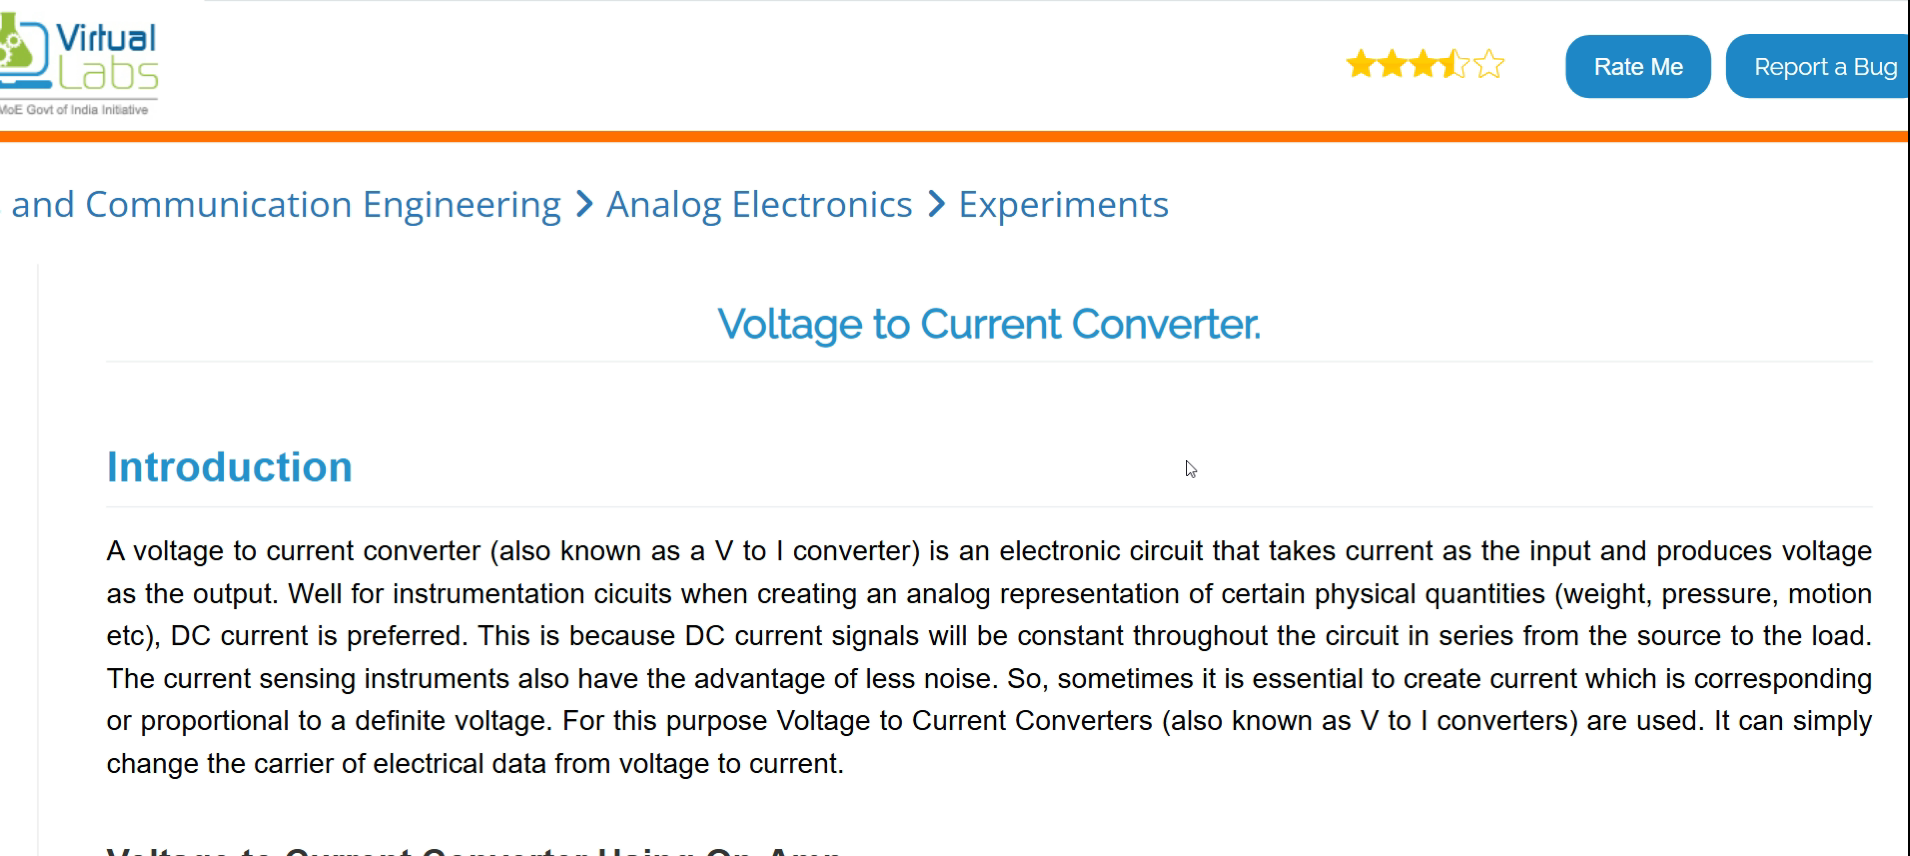 Virtual
Labs
MoE Govt of India Initiative
Rate Me
Report a Bug
and Communication Engineering > Analog Electronics > Experiments
Voltage to Current Converter.
Introduction
A voltage to current converter (also known as a V to I converter) is an electronic circuit that takes current as the input and produces voltage
as the output. Well for instrumentation cicuits when creating an analog representation of certain physical quantities (weight, pressure, motion
etc), DC current is preferred. This is because DC current signals will be constant throughout the circuit in series from the source to the load.
The current sensing instruments also have the advantage of less noise. So, sometimes it is essential to create current which is corresponding
or proportional to a definite voltage. For this purpose Voltage to Current Converters (also known as V to I converters) are used. It can simply
change the carrier of electrical data from voltage to current.
Voltage to Current Converter Using Op-Amp